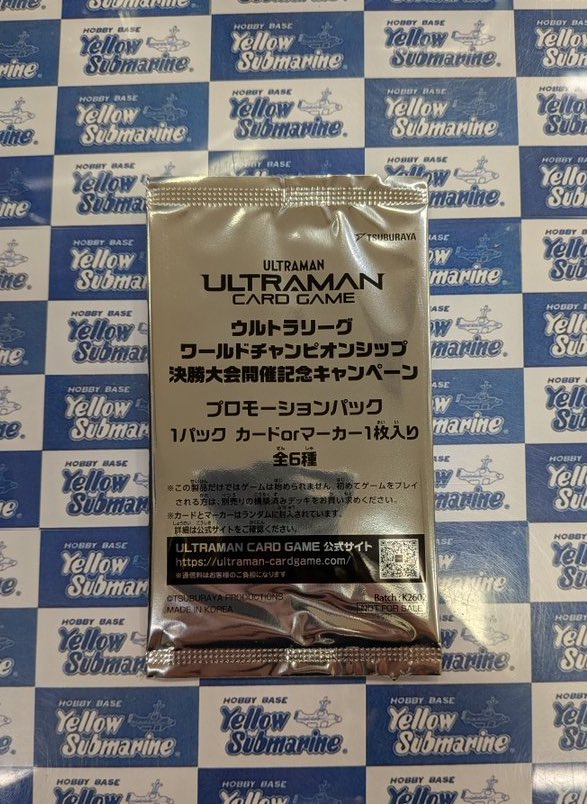 HOBBY BASE
Yellow Submarine®
TSUBURAYA
ULTRAMAN
ULTRAMAN
CARD GAME
ウルトラリーグ
ワールドチャンピオンシップ
決勝大会開催記念キャンペーン
プロモーションパック
1パック カードorマーカー1枚入り
全6種
※この製品だけではゲームは始められません。初めてゲームをプレイ
される方は、別売りの構築済みデッキをお買い求めください。
※カードとマーカーはランダムに封入されています。
詳細は公式サイトをご確認ください。
ULTRAMAN CARD GAME 公式サイト
https://ultraman-cardgame.com/
※通信料はお客様のご負担になります
©TSUBURAYA PRODUCTIONS
MADE IN KOREA
Batch : K2602
NOT FOR SALE